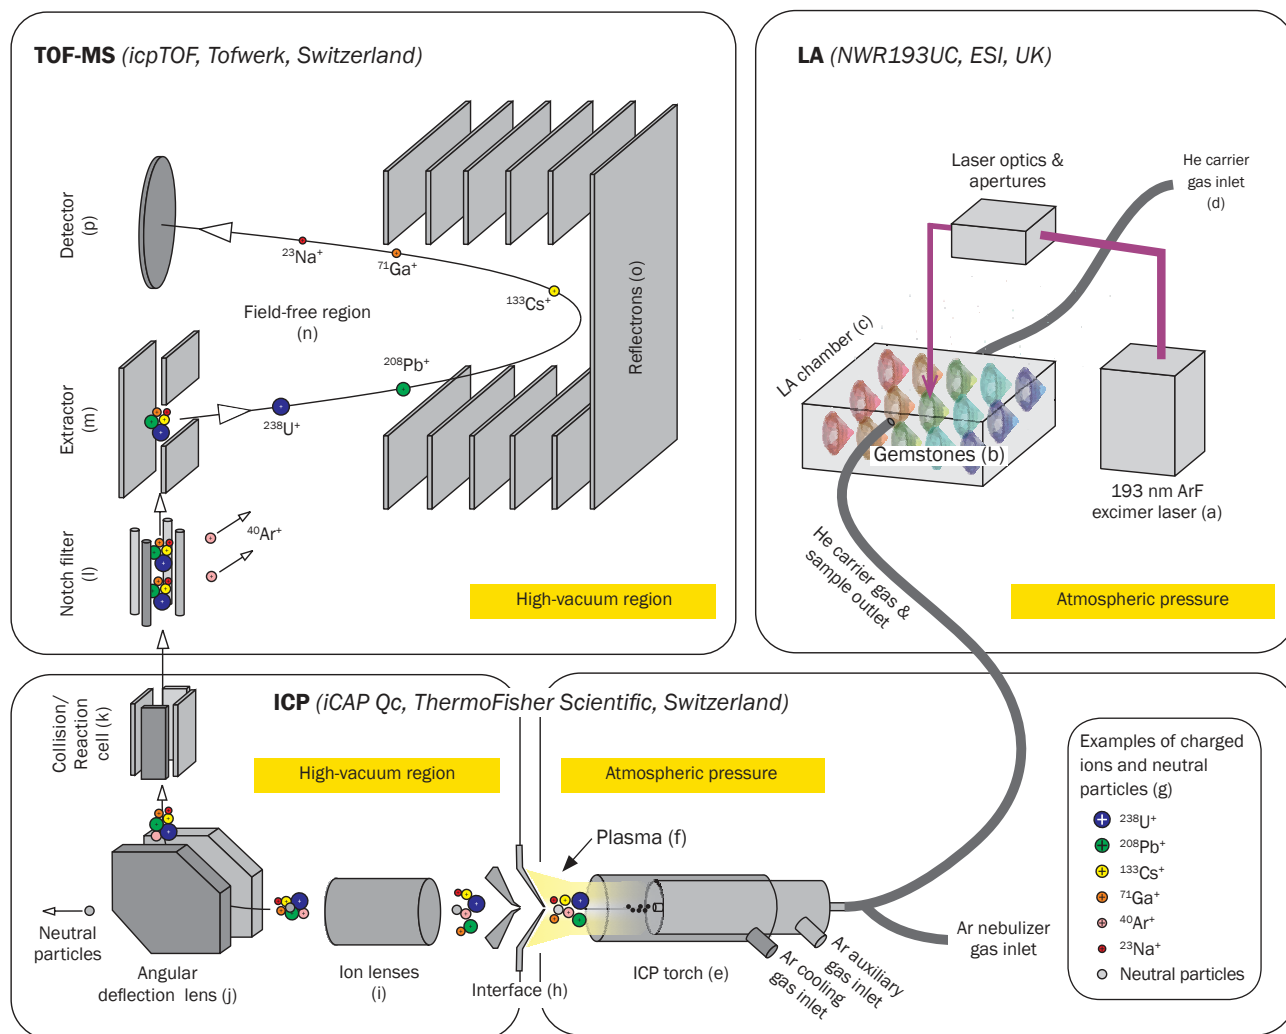 TOF-MS (icpTOF, Tofwerk, Switzerland)
Detector
(p)
²³Na⁺
⁷¹Ga⁺
¹³³Cs⁺
Field-free region
(n)
Reflectrons (o)
²⁰⁸Pb⁺
²³⁸U⁺
Extractor
(m)
⁴⁰Ar⁺
Notch filter
(l)
High-vacuum region
LA (NWR193UC, ESI, UK)
Laser optics &
apertures
He carrier
gas inlet
(d)
LA chamber (c)
Gemstones (b)
193 nm ArF
excimer laser (a)
He carrier gas &
sample outlet
Atmospheric pressure
ICP (iCAP Qc, ThermoFisher Scientific, Switzerland)
Collision/
Reaction
cell (k)
High-vacuum region
Atmospheric pressure
Plasma (f)
Neutral
particles
Angular
deflection lens (j)
Ion lenses
(i)
Interface (h)
ICP torch (e)
Ar cooling
gas inlet
Ar auxiliary
gas inlet
Ar nebulizer
gas inlet
Examples of charged
ions and neutral
particles (g)
²³⁸U⁺
²⁰⁸Pb⁺
¹³³Cs⁺
⁷¹Ga⁺
⁴⁰Ar⁺
²³Na⁺
Neutral particles